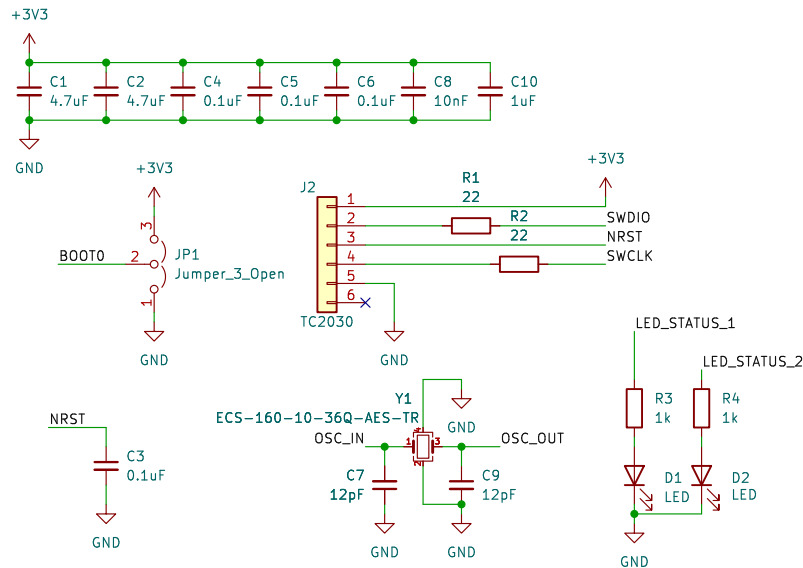 +3V3
C1
4.7uF
C2
4.7uF
C4
0.1uF
C5
0.1uF
C6
0.1uF
C8
10nF
C10
1uF
GND
+3V3
3
BOOT0
2
JP1
Jumper_3_Open
1
GND
J2
1
2
3
4
5
6
TC2030
R1
22
R2
22
+3V3
SWDIO
NRST
SWCLK
GND
LED_STATUS_1
LED_STATUS_2
R3
1k
R4
1k
D1
LED
D2
LED
GND
NRST
C3
0.1uF
GND
Y1
ECS-160-10-36Q-AES-TR
GND
OSC_IN
4
1
3
2
OSC_OUT
C7
12pF
C9
12pF
GND
GND